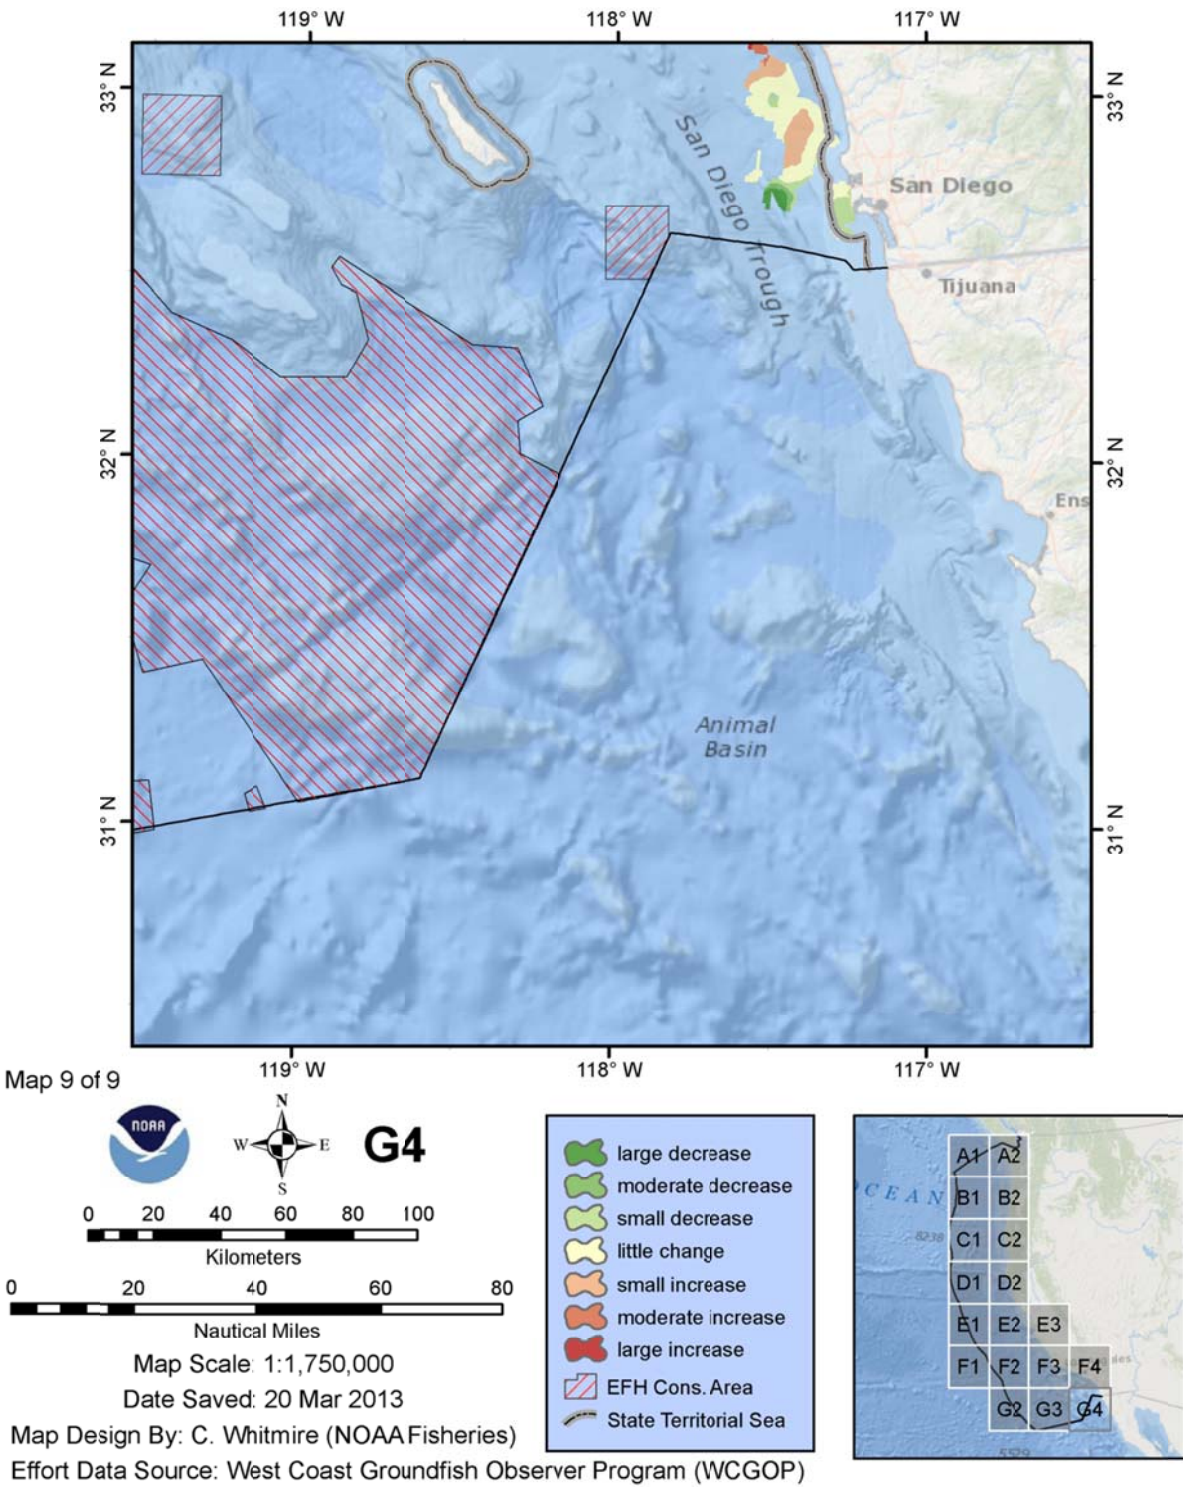 119° W 118° W 117° W
33° N
33° N
San Diego Trough
San Diego
Tijuana
32° N
32° N
Ens
Animal
Basin
31° N
31° N
119° W 118° W 117° W
Map 9 of 9
NOAA
N
W E
S
G4
0 20 40 60 80 100
Kilometers
0 20 40 60 80
Nautical Miles
Map Scale: 1:1,750,000
Date Saved: 20 Mar 2013
Map Design By: C. Whitmire (NOAA Fisheries)
Effort Data Source: West Coast Groundfish Observer Program (WCGOP)
large decrease
moderate decrease
small decrease
little change
small increase
moderate increase
large increase
EFH Cons. Area
State Territorial Sea
A1 A2
OCEAN B1 B2
8238 C1 C2
D1 D2
E1 E2 E3
F1 F2 F3 F4
G2 G3 G4